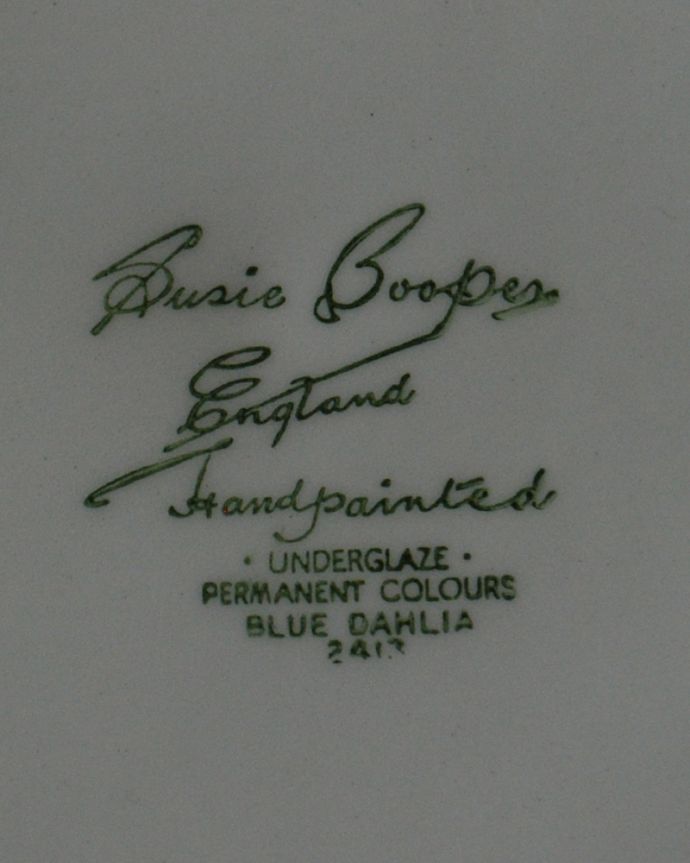 Susie Cooper
England
Handpainted
· UNDERGLAZE ·
PERMANENT COLOURS
BLUE DAHLIA